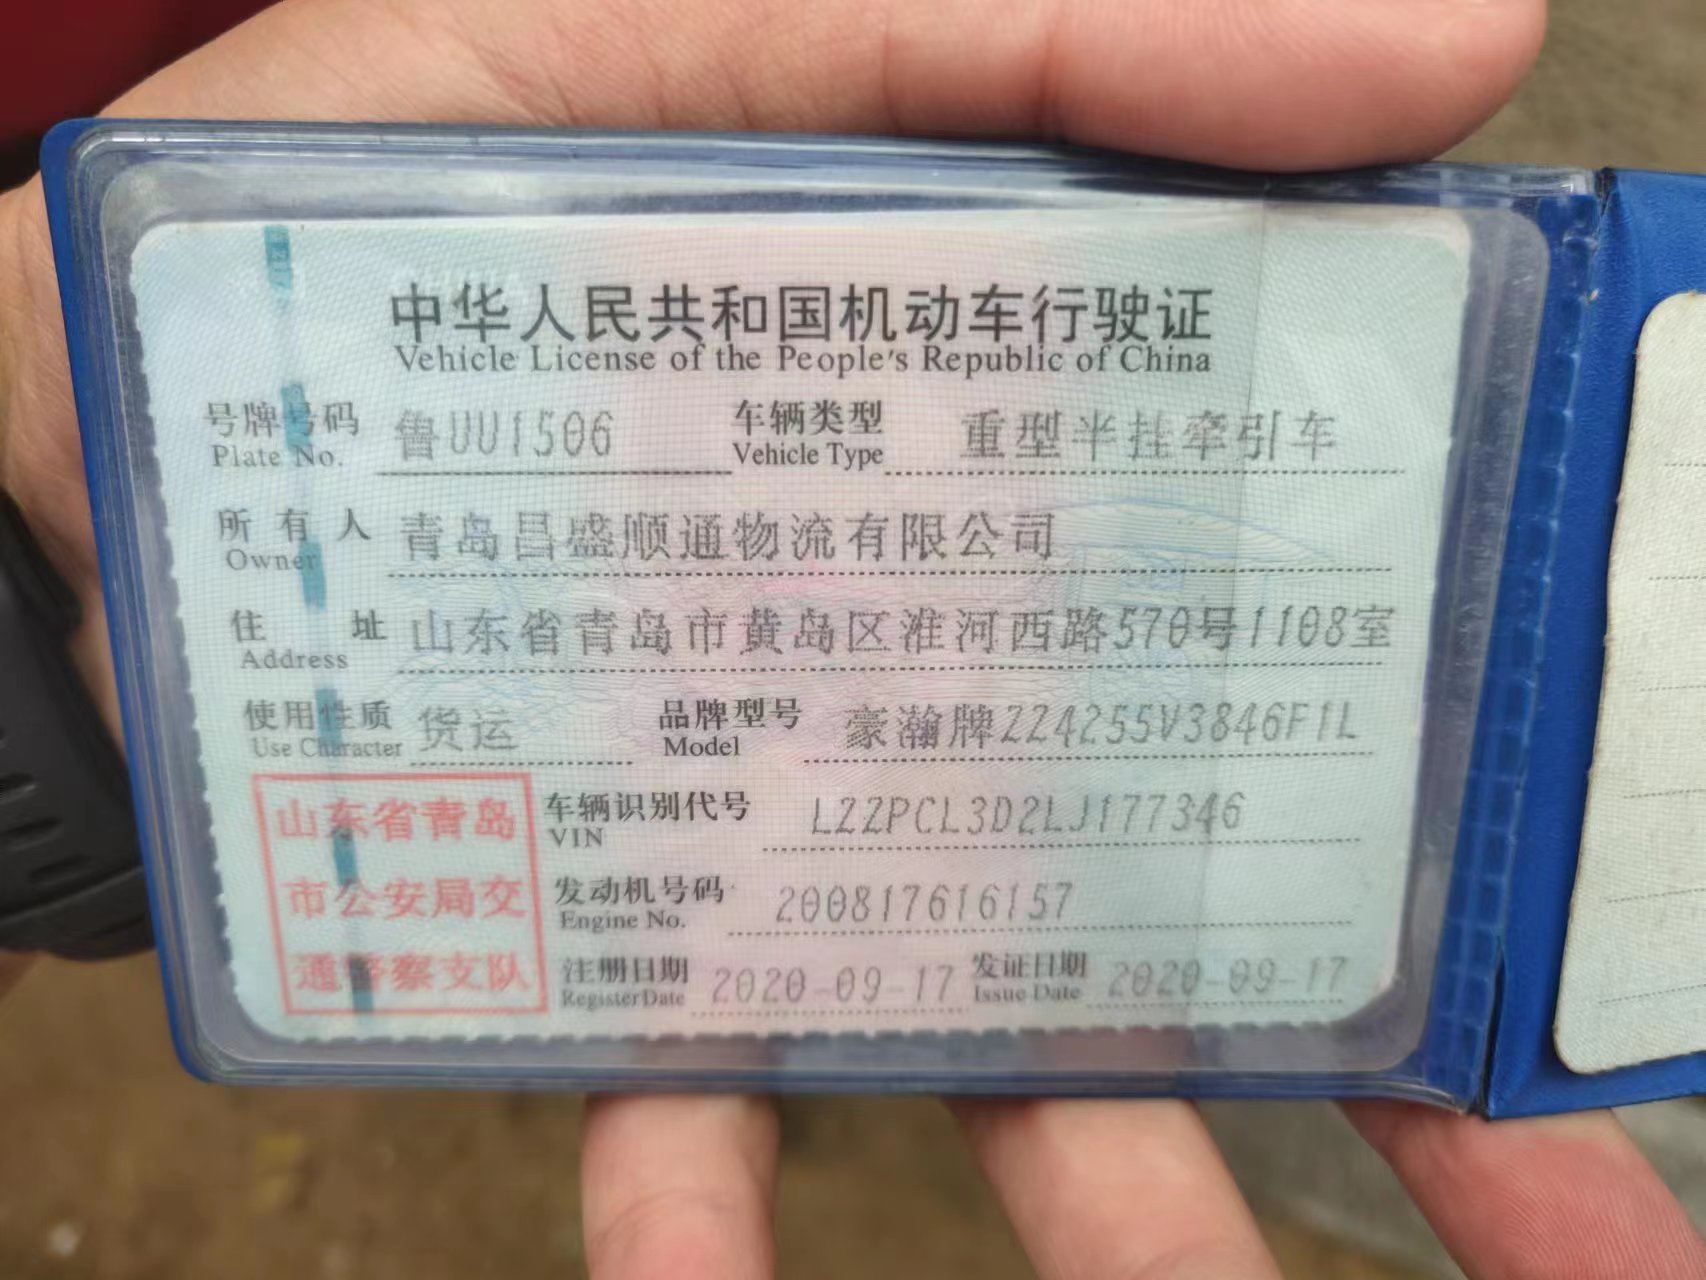 中华人民共和国机动车行驶证
Vehicle License of the People's Republic of China
号牌号码 鲁UU1506 车辆类型 重型半挂牵引车
Plate No. Vehicle Type
所有人 青岛昌盛顺通物流有限公司
Owner
住址 山东省青岛市黄岛区淮河西路570号1108室
Address
使用性质 货运 品牌型号 豪瀚牌ZZ4255V3846F1L
Use Character Model
车辆识别代号 LZZPCL3D2LJ177346
VIN
发动机号码 200817616157
Engine No.
注册日期 2020-09-17 发证日期 2020-09-17
Register Date Issue Date
山东省青岛
市公安局交
通警察支队